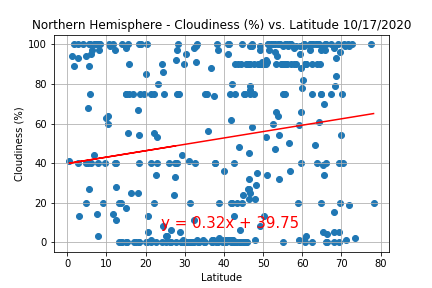 Northern Hemisphere - Cloudiness (%) vs. Latitude 10/17/2020
Cloudiness (%)
100
80
60
40
20
0
y = 0.32x + 39.75
0 10 20 30 40 50 60 70 80
Latitude